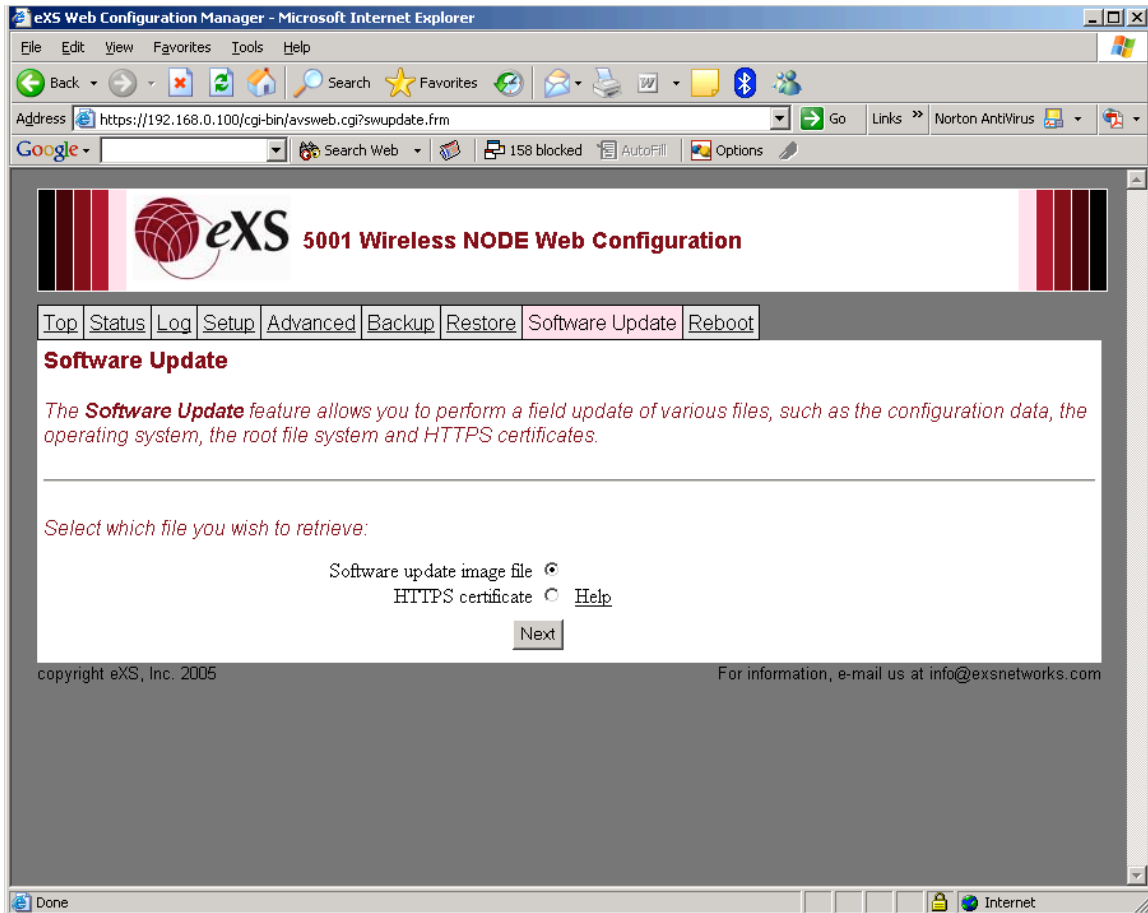 eXS Web Configuration Manager - Microsoft Internet Explorer
File Edit View Favorites Tools Help
Back Search Favorites
Address https://192.168.0.100/cgi-bin/avsweb.cgi?swupdate.frm Go Links » Norton AntiVirus
Google Search Web 158 blocked AutoFill Options
eXS 5001 Wireless NODE Web Configuration
Top Status Log Setup Advanced Backup Restore Software Update Reboot
Software Update
The Software Update feature allows you to perform a field update of various files, such as the configuration data, the
operating system, the root file system and HTTPS certificates.
Select which file you wish to retrieve:
Software update image file
HTTPS certificate Help
Next
copyright eXS, Inc. 2005 For information, e-mail us at info@exsnetworks.com
Done Internet